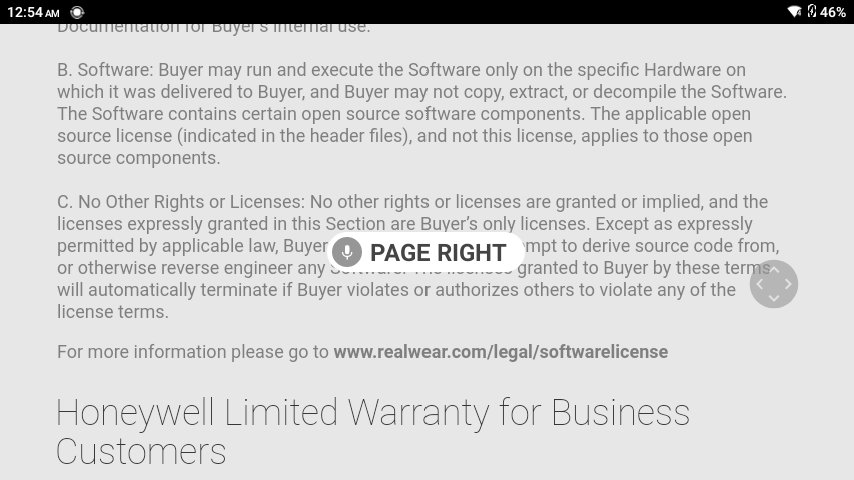 12:54 AM
46%
Documentation for Buyer's internal use.
B. Software: Buyer may run and execute the Software only on the specific Hardware on
which it was delivered to Buyer, and Buyer may not copy, extract, or decompile the Software.
The Software contains certain open source software components. The applicable open
source license (indicated in the header files), and not this license, applies to those open
source components.
C. No Other Rights or Licenses: No other rights or licenses are granted or implied, and the
licenses expressly granted in this Section are Buyer's only licenses. Except as expressly
permitted by applicable law, Buyer to derive source code from,
PAGE RIGHT
or otherwise reverse engineer any Software. The licenses granted to Buyer by these terms
will automatically terminate if Buyer violates or authorizes others to violate any of the
license terms.
For more information please go to www.realwear.com/legal/softwarelicense
Honeywell Limited Warranty for Business
Customers